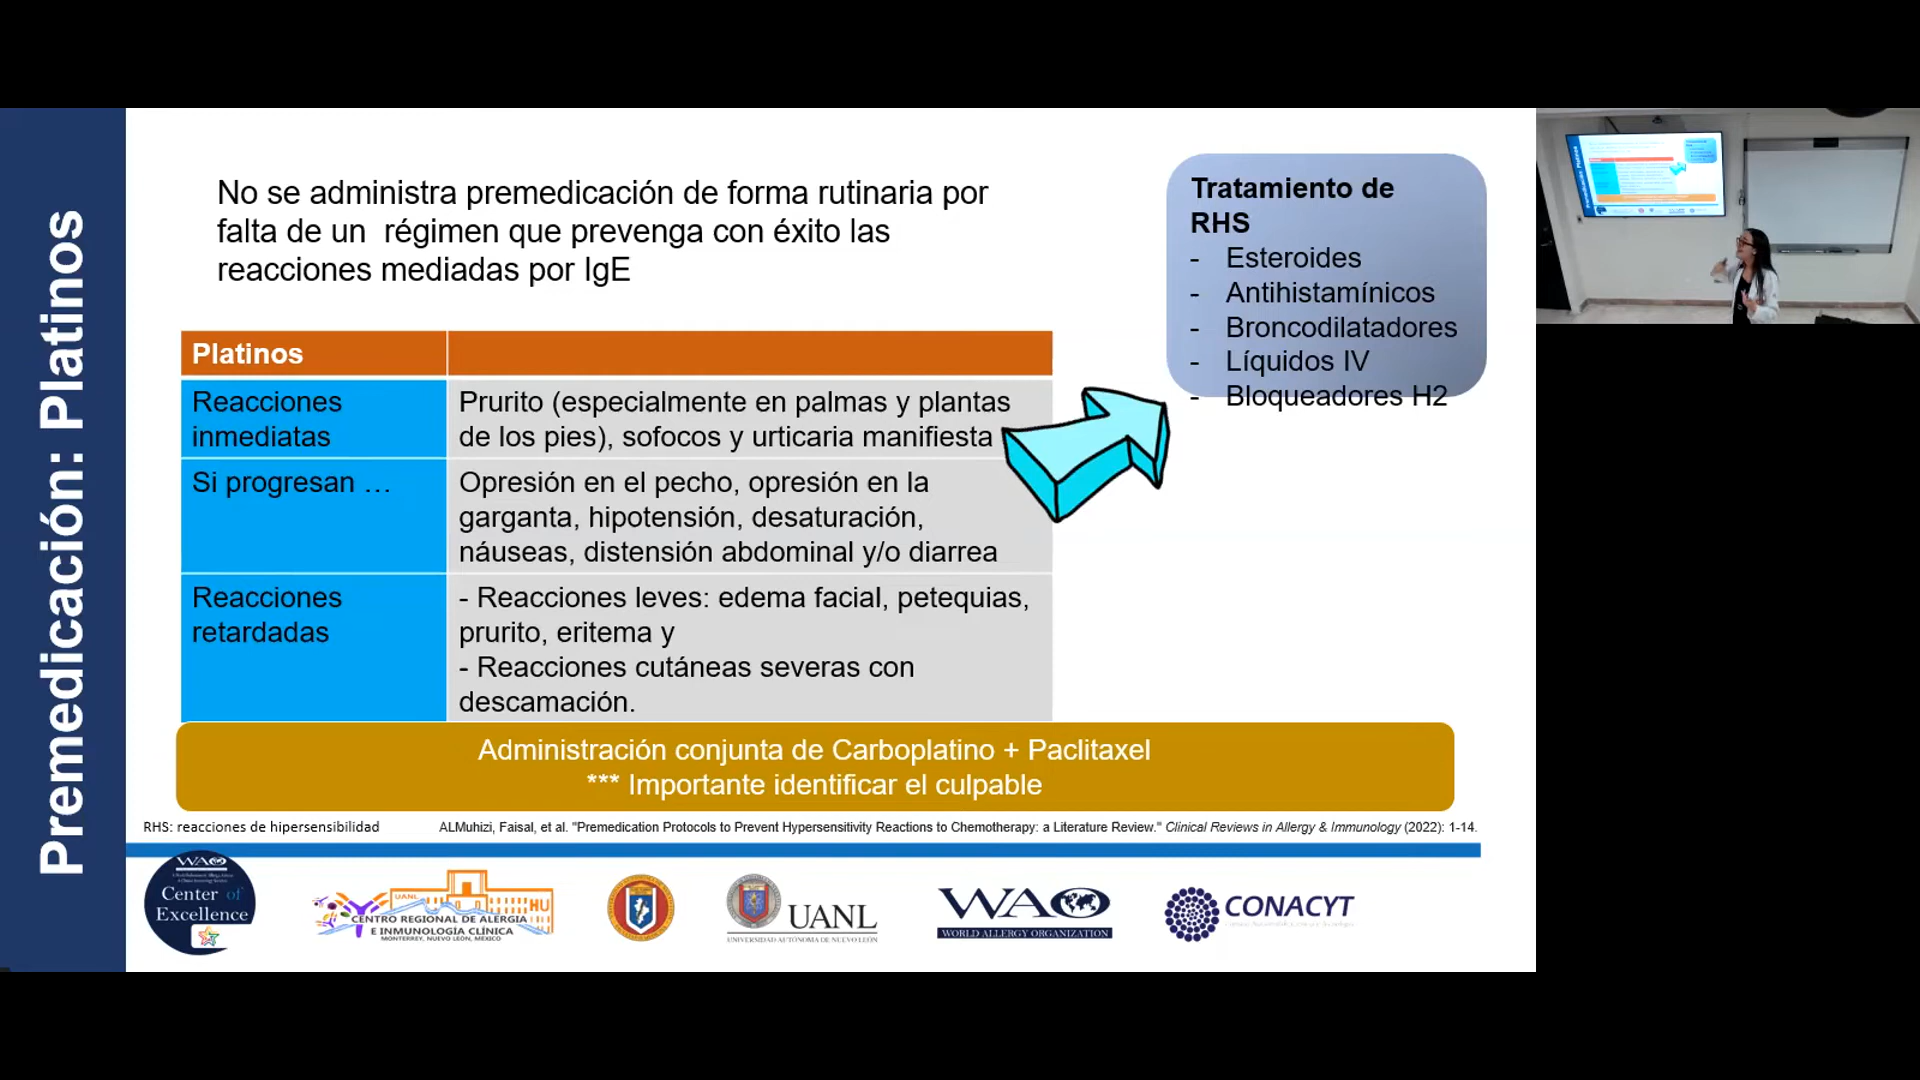 Premedicación: Platinos
No se administra premedicación de forma rutinaria por
falta de un régimen que prevenga con éxito las
reacciones mediadas por IgE
Tratamiento de
RHS
- Esteroides
- Antihistamínicos
- Broncodilatadores
- Líquidos IV
- Bloqueadores H2
Platinos
Reacciones
inmediatas
Prurito (especialmente en palmas y plantas
de los pies), sofocos y urticaria manifiesta
Si progresan …
Opresión en el pecho, opresión en la
garganta, hipotensión, desaturación,
náuseas, distensión abdominal y/o diarrea
Reacciones
retardadas
- Reacciones leves: edema facial, petequias,
prurito, eritema y
- Reacciones cutáneas severas con
descamación.
Administración conjunta de Carboplatino + Paclitaxel
*** Importante identificar el culpable
RHS: reacciones de hipersensibilidad
ALMuhizi, Faisal, et al. "Premedication Protocols to Prevent Hypersensitivity Reactions to Chemotherapy: a Literature Review." Clinical Reviews in Allergy & Immunology (2022): 1-14.
WAO
Center of
Excellence
UANL
HU
CENTRO REGIONAL DE ALERGIA
E INMUNOLOGÍA CLÍNICA
MONTERREY, NUEVO LEÓN, MÉXICO
UANL
UNIVERSIDAD AUTÓNOMA DE NUEVO LEÓN
WAO
WORLD ALLERGY ORGANIZATION
CONACYT